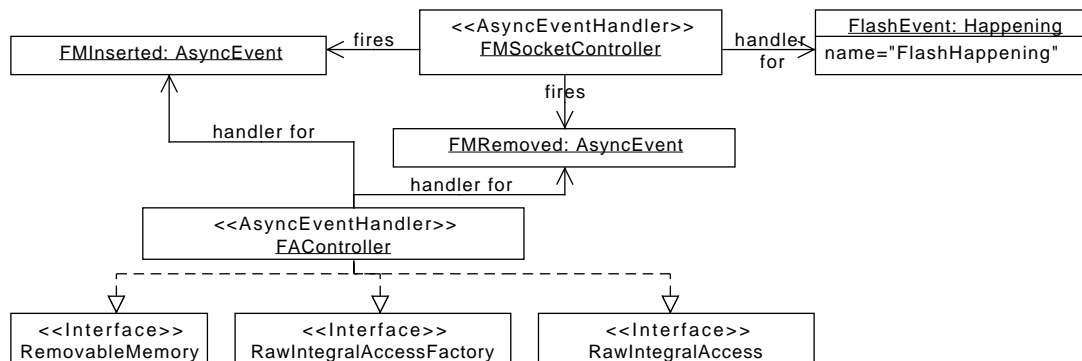 <<AsyncEventHandler>>
FMSocketController
FlashEvent: Happening
name="FlashHappening"
FMInserted: AsyncEvent
fires
handler
for
fires
handler for
FMRemoved: AsyncEvent
handler for
<<AsyncEventHandler>>
FAController
<<Interface>>
RemovableMemory
<<Interface>>
RawIntegralAccessFactory
<<Interface>>
RawIntegralAccess